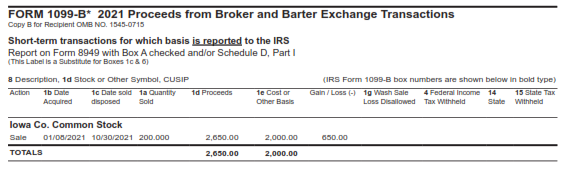 FORM 1099-B* 2021 Proceeds from Broker and Barter Exchange Transactions
Copy B for Recipient OMB NO. 1545-0715
Short-term transactions for which basis is reported to the IRS
Report on Form 8949 with Box A checked and/or Schedule D, Part I
(This Label is a Substitute for Boxes 1c & 6)
8 Description, 1d Stock or Other Symbol, CUSIP (IRS Form 1099-B box numbers are shown below in bold type)
Action 1b Date 1c Date sold 1a Quantity 1d Proceeds 1e Cost or Gain / Loss (-) 1g Wash Sale 4 Federal Income 14 15 State Tax
Acquired disposed Sold Other Basis Loss Disallowed Tax Withheld State Withheld
Iowa Co. Common Stock
Sale 01/08/2021 10/30/2021 200.000 2,650.00 2,000.00 650.00
TOTALS 2,650.00 2,000.00